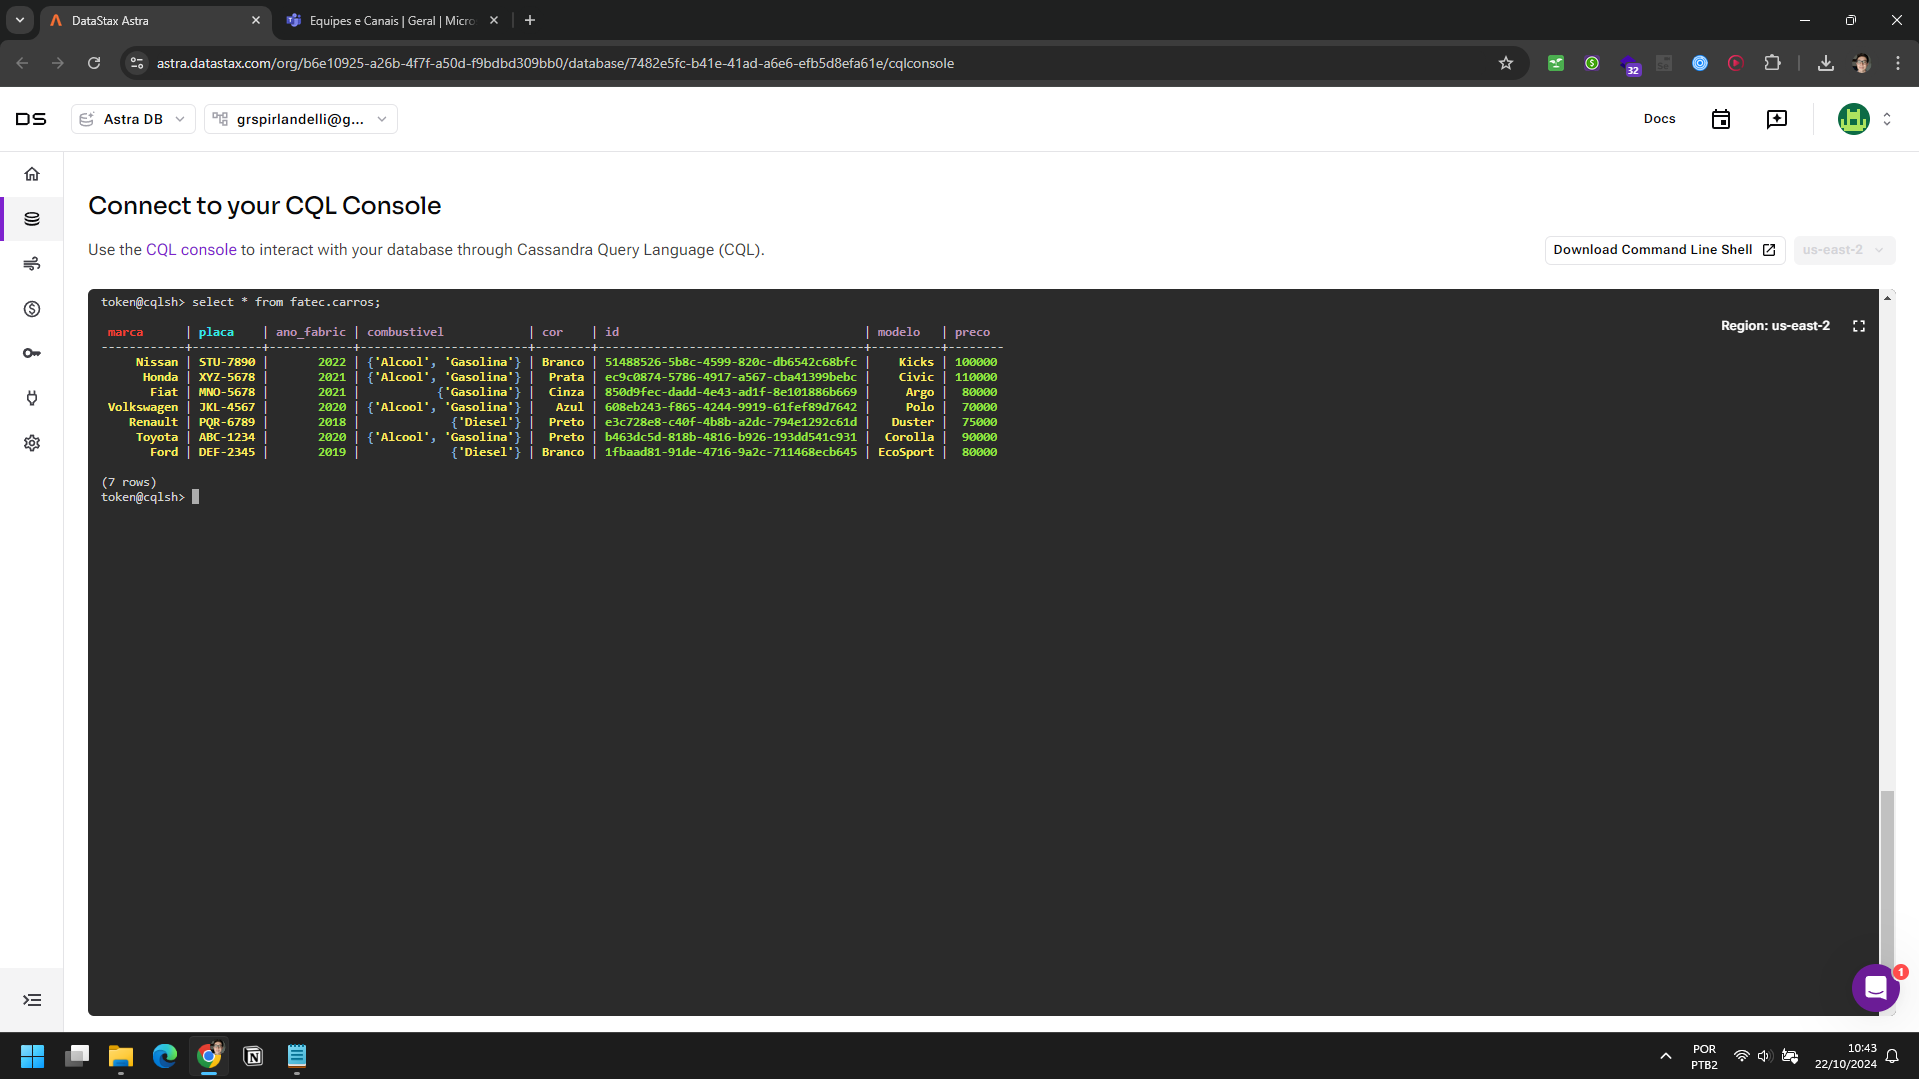 DataStax Astra
Equipes e Canais | Geral | Micro
astra.datastax.com/org/b6e10925-a26b-4f7f-a50d-f9bdbd309bb0/database/7482e5fc-b41e-41ad-a6e6-efb5d8efa61e/cqlconsole
32
DS
Astra DB
grspirlandelli@g...
Docs
Connect to your CQL Console
Use the CQL console to interact with your database through Cassandra Query Language (CQL).
Download Command Line Shell
us-east-2
token@cqlsh> select * from fatec.carros;
Region: us-east-2
marca | placa | ano_fabric | combustivel | cor | id | modelo | preco
-----------+----------+------------+------------------------+--------+--------------------------------------+----------+--------
Nissan | STU-7890 | 2022 | {'Alcool', 'Gasolina'} | Branco | 51488526-5b8c-4599-820c-db6542c68bfc | Kicks | 100000
Honda | XYZ-5678 | 2021 | {'Alcool', 'Gasolina'} | Prata | ec9c0874-5786-4917-a567-cba41399bebc | Civic | 110000
Fiat | MNO-5678 | 2021 | {'Gasolina'} | Cinza | 850d9fec-dadd-4e43-ad1f-8e101886b669 | Argo | 80000
Volkswagen | JKL-4567 | 2020 | {'Alcool', 'Gasolina'} | Azul | 608eb243-f865-4244-9919-61fef89d7642 | Polo | 70000
Renault | PQR-6789 | 2018 | {'Diesel'} | Preto | e3c728e8-c40f-4b8b-a2dc-794e1292c61d | Duster | 75000
Toyota | ABC-1234 | 2020 | {'Alcool', 'Gasolina'} | Preto | b463dc5d-818b-4816-b926-193dd541c931 | Corolla | 90000
Ford | DEF-2345 | 2019 | {'Diesel'} | Branco | 1fbaad81-91de-4716-9a2c-711468ecb645 | EcoSport | 80000
(7 rows)
token@cqlsh>
1
POR
PTB2
10:43
22/10/2024